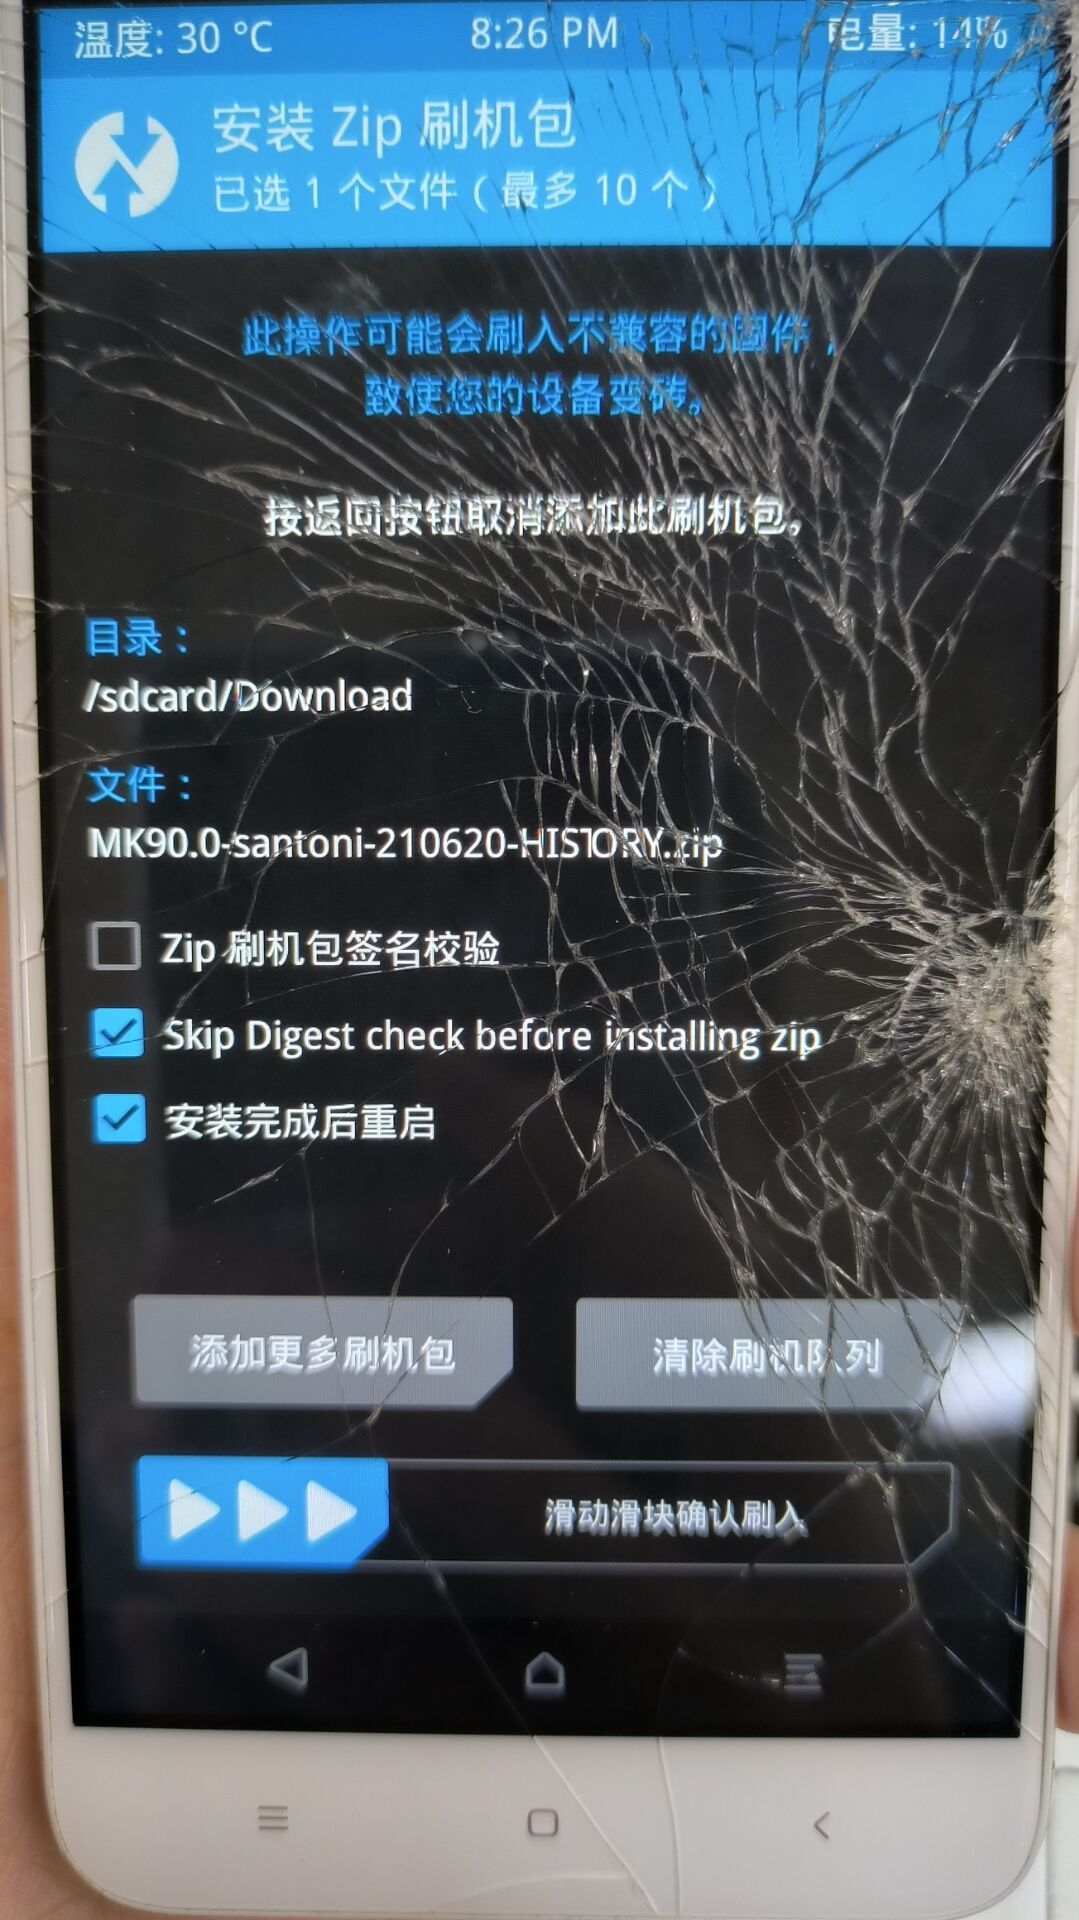 温度: 30 °C
8:26 PM
电量: 14%
安装 Zip 刷机包
已选 1 个文件（最多 10 个）
此操作可能会刷入不兼容的固件，
致使您的设备变砖。
按返回按钮取消添加此刷机包。
目录：
/sdcard/Download
文件：
MK90.0-santoni-210620-HISTORY.zip
Zip 刷机包签名校验
Skip Digest check before installing zip
安装完成后重启
添加更多刷机包
清除刷机队列
滑动滑块确认刷入